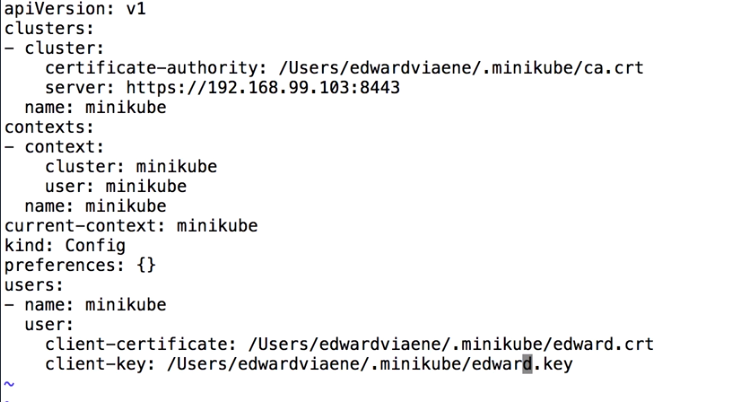 apiVersion: v1
clusters:
- cluster:
    certificate-authority: /Users/edwardviaene/.minikube/ca.crt
    server: https://192.168.99.103:8443
  name: minikube
contexts:
- context:
    cluster: minikube
    user: minikube
  name: minikube
current-context: minikube
kind: Config
preferences: {}
users:
- name: minikube
  user:
    client-certificate: /Users/edwardviaene/.minikube/edward.crt
    client-key: /Users/edwardviaene/.minikube/edward.key
~